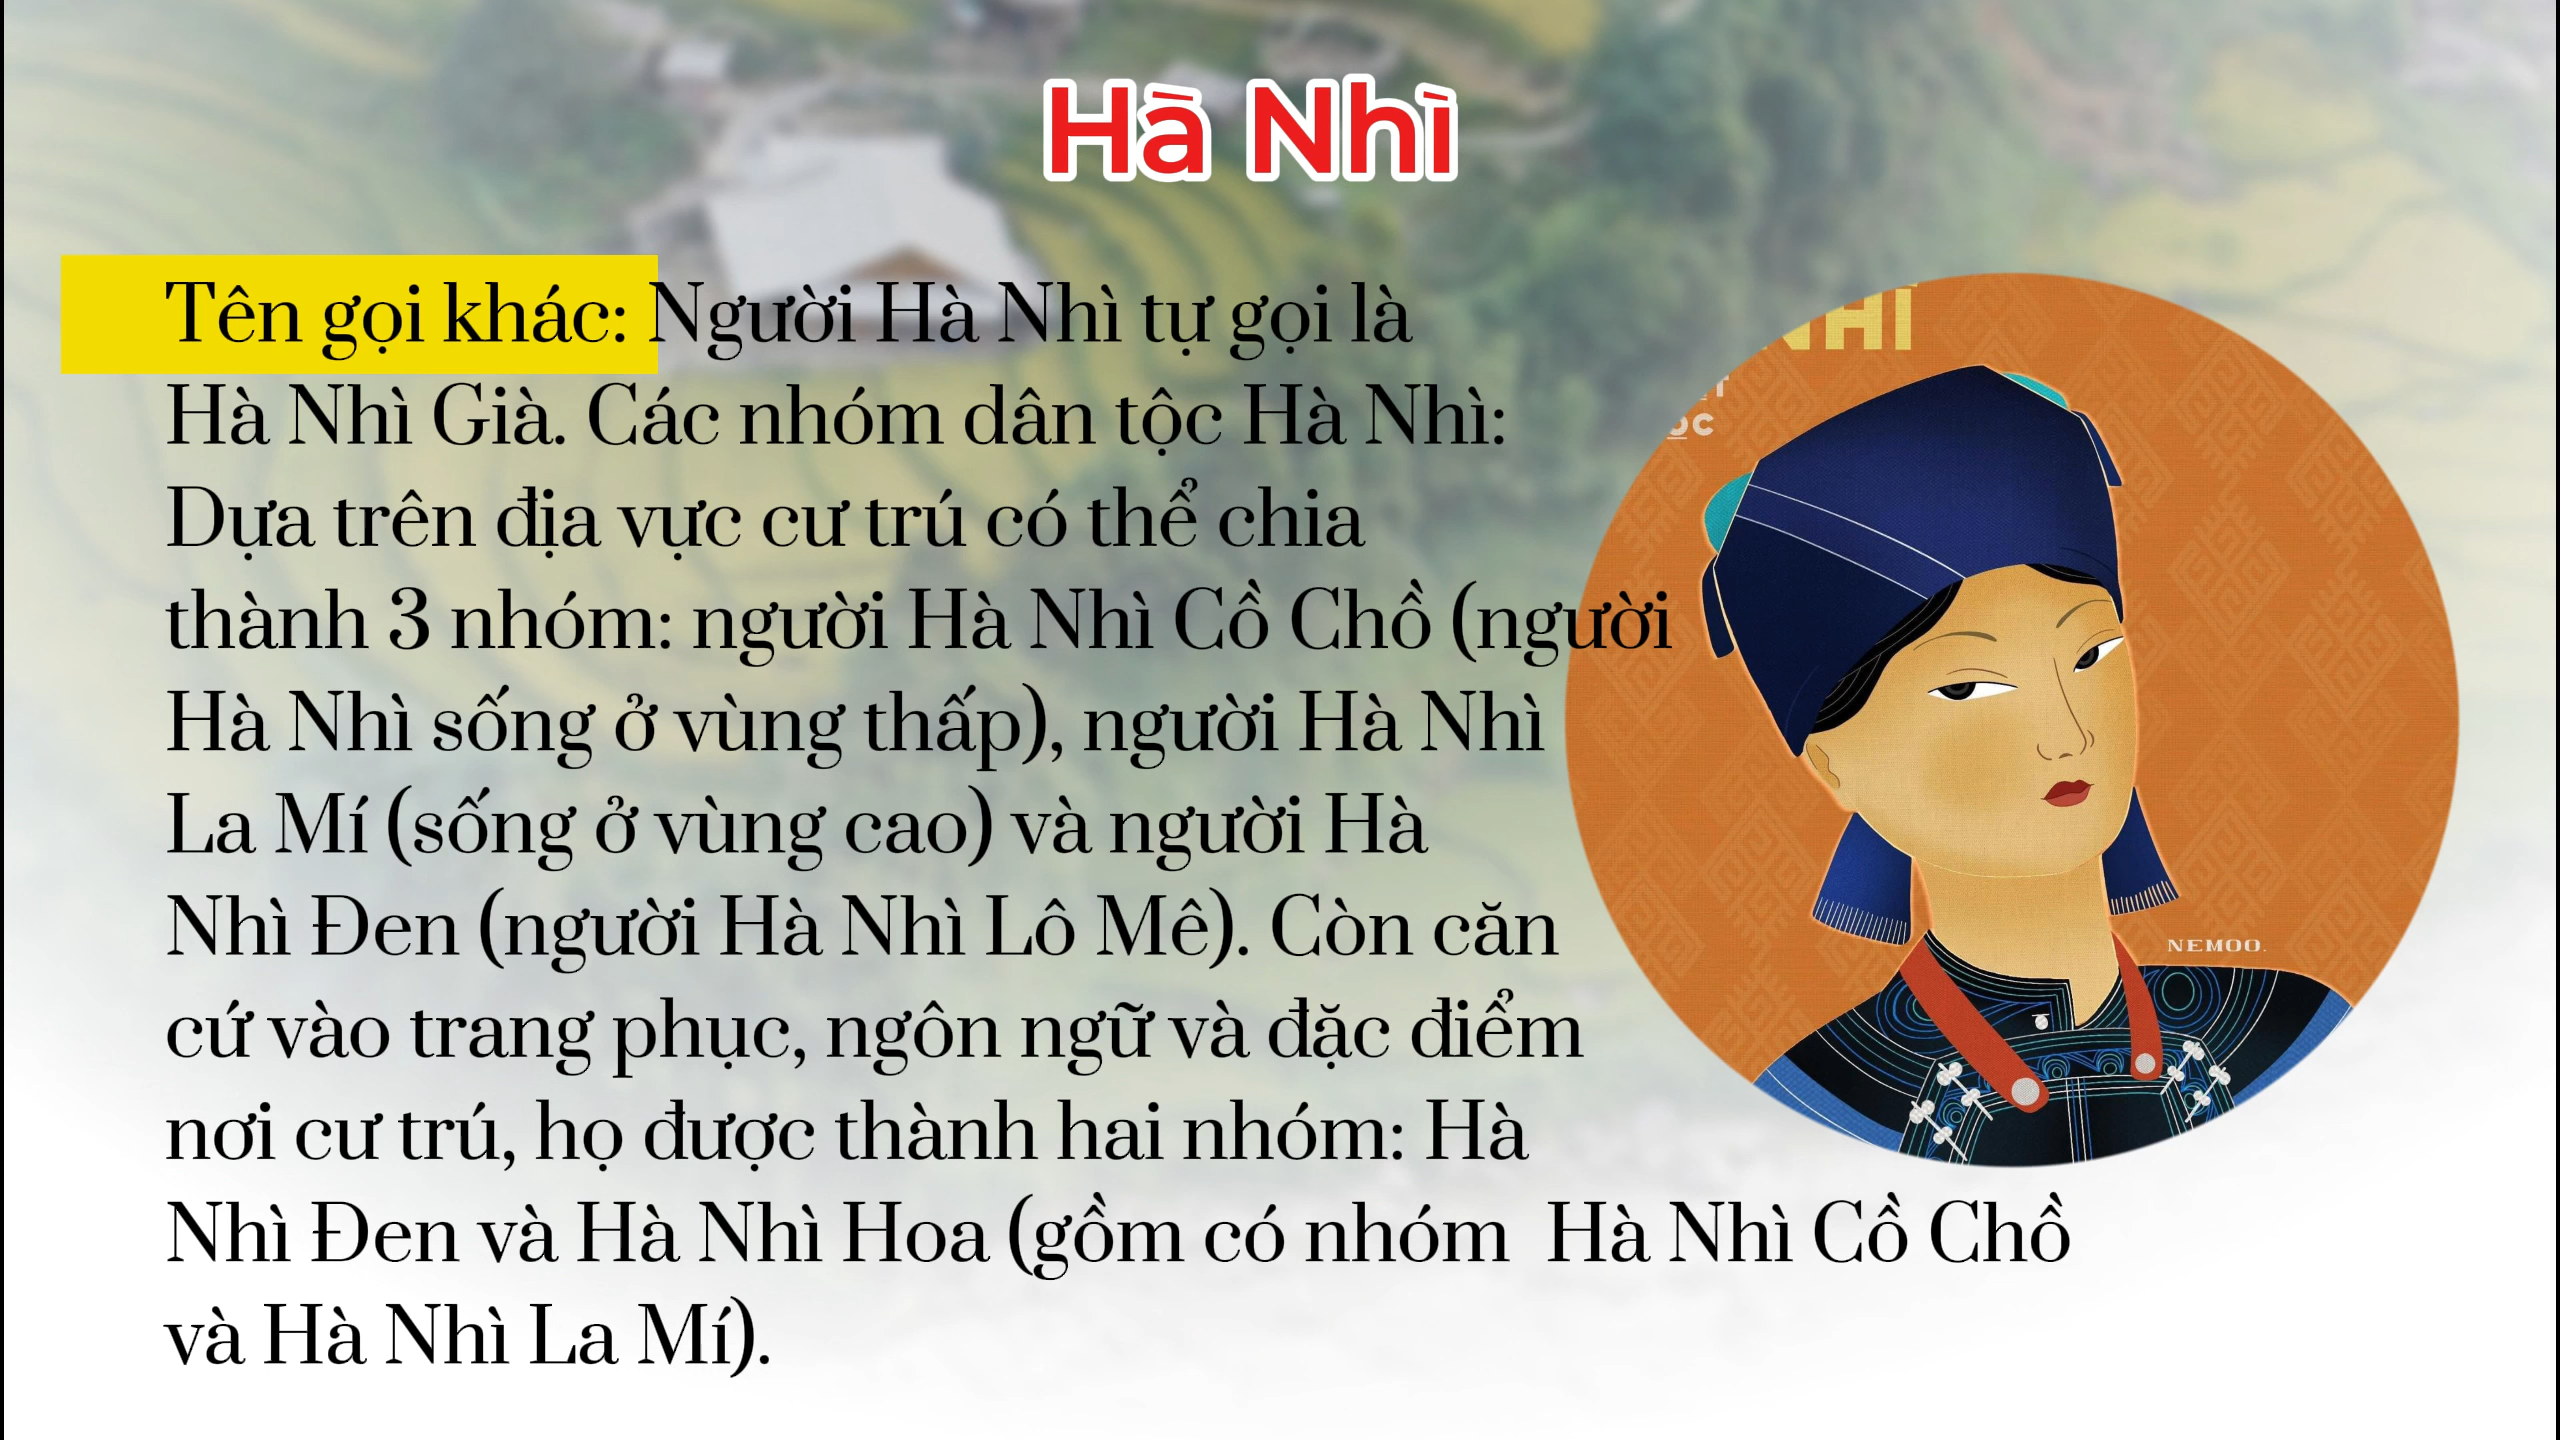 Hà Nhì
Tên gọi khác: Người Hà Nhì tự gọi là
Hà Nhì Già. Các nhóm dân tộc Hà Nhì:
Dựa trên địa vực cư trú có thể chia
thành 3 nhóm: người Hà Nhì Cồ Chồ (người
Hà Nhì sống ở vùng thấp), người Hà Nhì
La Mí (sống ở vùng cao) và người Hà
Nhì Đen (người Hà Nhì Lô Mê). Còn căn
cứ vào trang phục, ngôn ngữ và đặc điểm
nơi cư trú, họ được thành hai nhóm: Hà
Nhì Đen và Hà Nhì Hoa (gồm có nhóm  Hà Nhì Cồ Chồ
và Hà Nhì La Mí).
NEMOO.